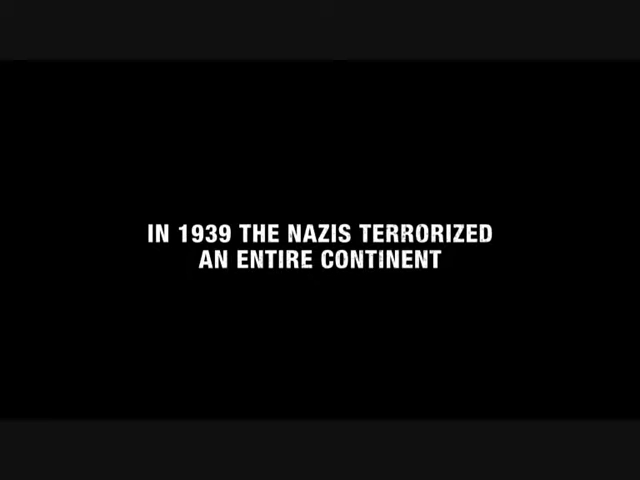 IN 1939 THE NAZIS TERRORIZED
AN ENTIRE CONTINENT